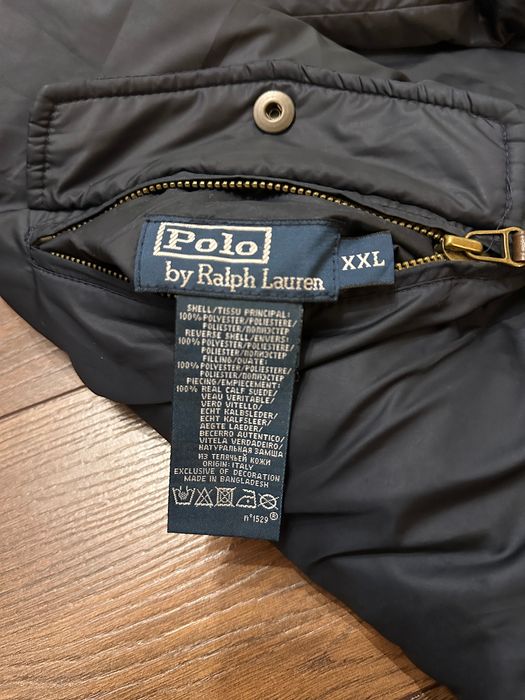 Polo
by Ralph Lauren
XXL
SHELL/TISSU PRINCIPAL:
100% POLYESTER/POLIESTERE/
POLIESTER/ПОЛИЭСТЕР
REVERSE SHELL/ENVERS:
100% POLYESTER/POLIESTERE/
POLIESTER/ПОЛИЭСТЕР
FILLING/OUATE:
100% POLYESTER/POLIESTERE/
POLIESTER/ПОЛИЭСТЕР
PIECING/EMPIECEMENT:
100% REAL CALF SUEDE/
VEAU VERITABLE/
VERO VITELLO/
ECHT KALBSLEDER/
ECHT KALFSLEER/
AEGTE LAEDER/
BECERRO AUTENTICO/
VITELA VERDADEIRO/
НАТУРАЛЬНАЯ ЗАМША
ИЗ ТЕЛЯЧЬЕЙ КОЖИ
ORIGIN: ITALY
EXCLUSIVE OF DECORATION
MADE IN BANGLADESH
n°1529®